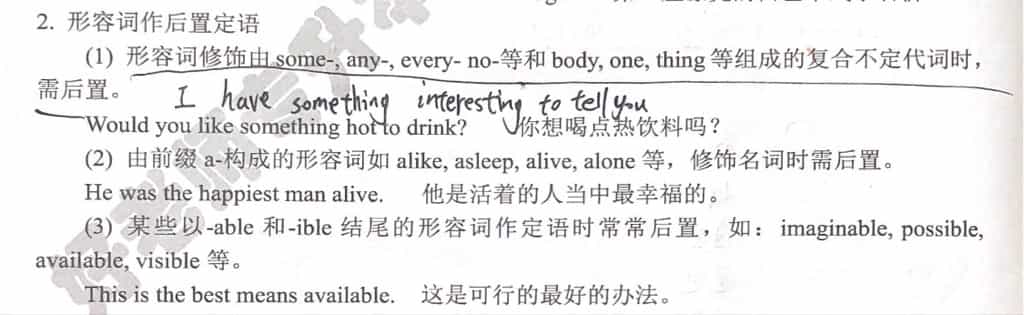 2. 形容词作后置定语
(1) 形容词修饰由 some-, any-, every- no-等和 body, one, thing 等组成的复合不定代词时，
需后置。 I have something interesting to tell you
Would you like something hot to drink? 你想喝点热饮料吗？
(2) 由前缀 a-构成的形容词如 alike, asleep, alive, alone 等，修饰名词时需后置。
He was the happiest man alive. 他是活着的人当中最幸福的。
(3) 某些以-able 和-ible 结尾的形容词作定语时常常后置，如：imaginable, possible,
available, visible 等。
This is the best means available. 这是可行的最好的办法。